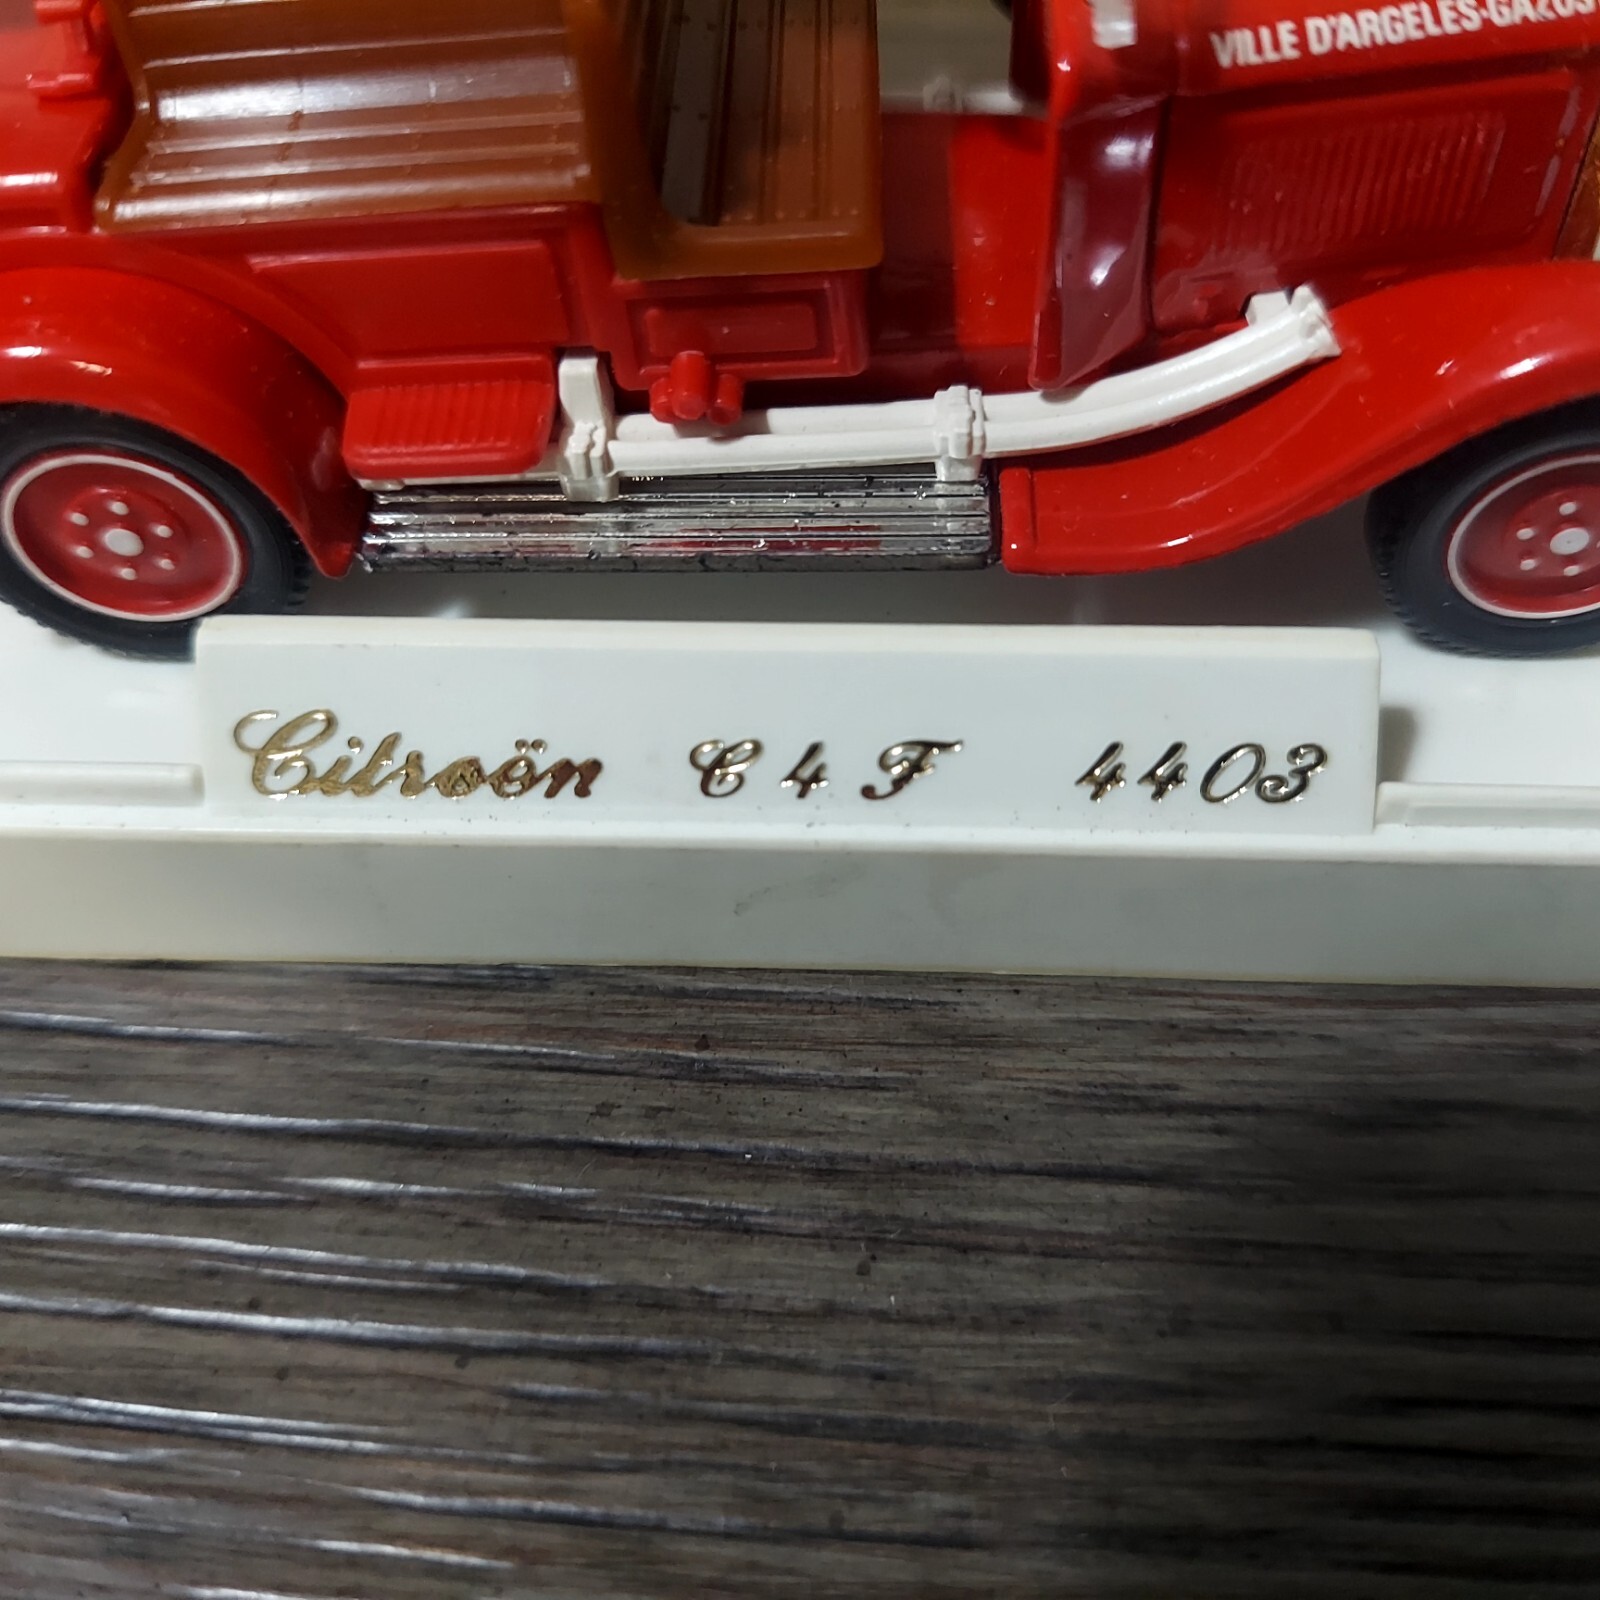 VILLE D'ARGELES-GAZOS
Citroën C4F 4403